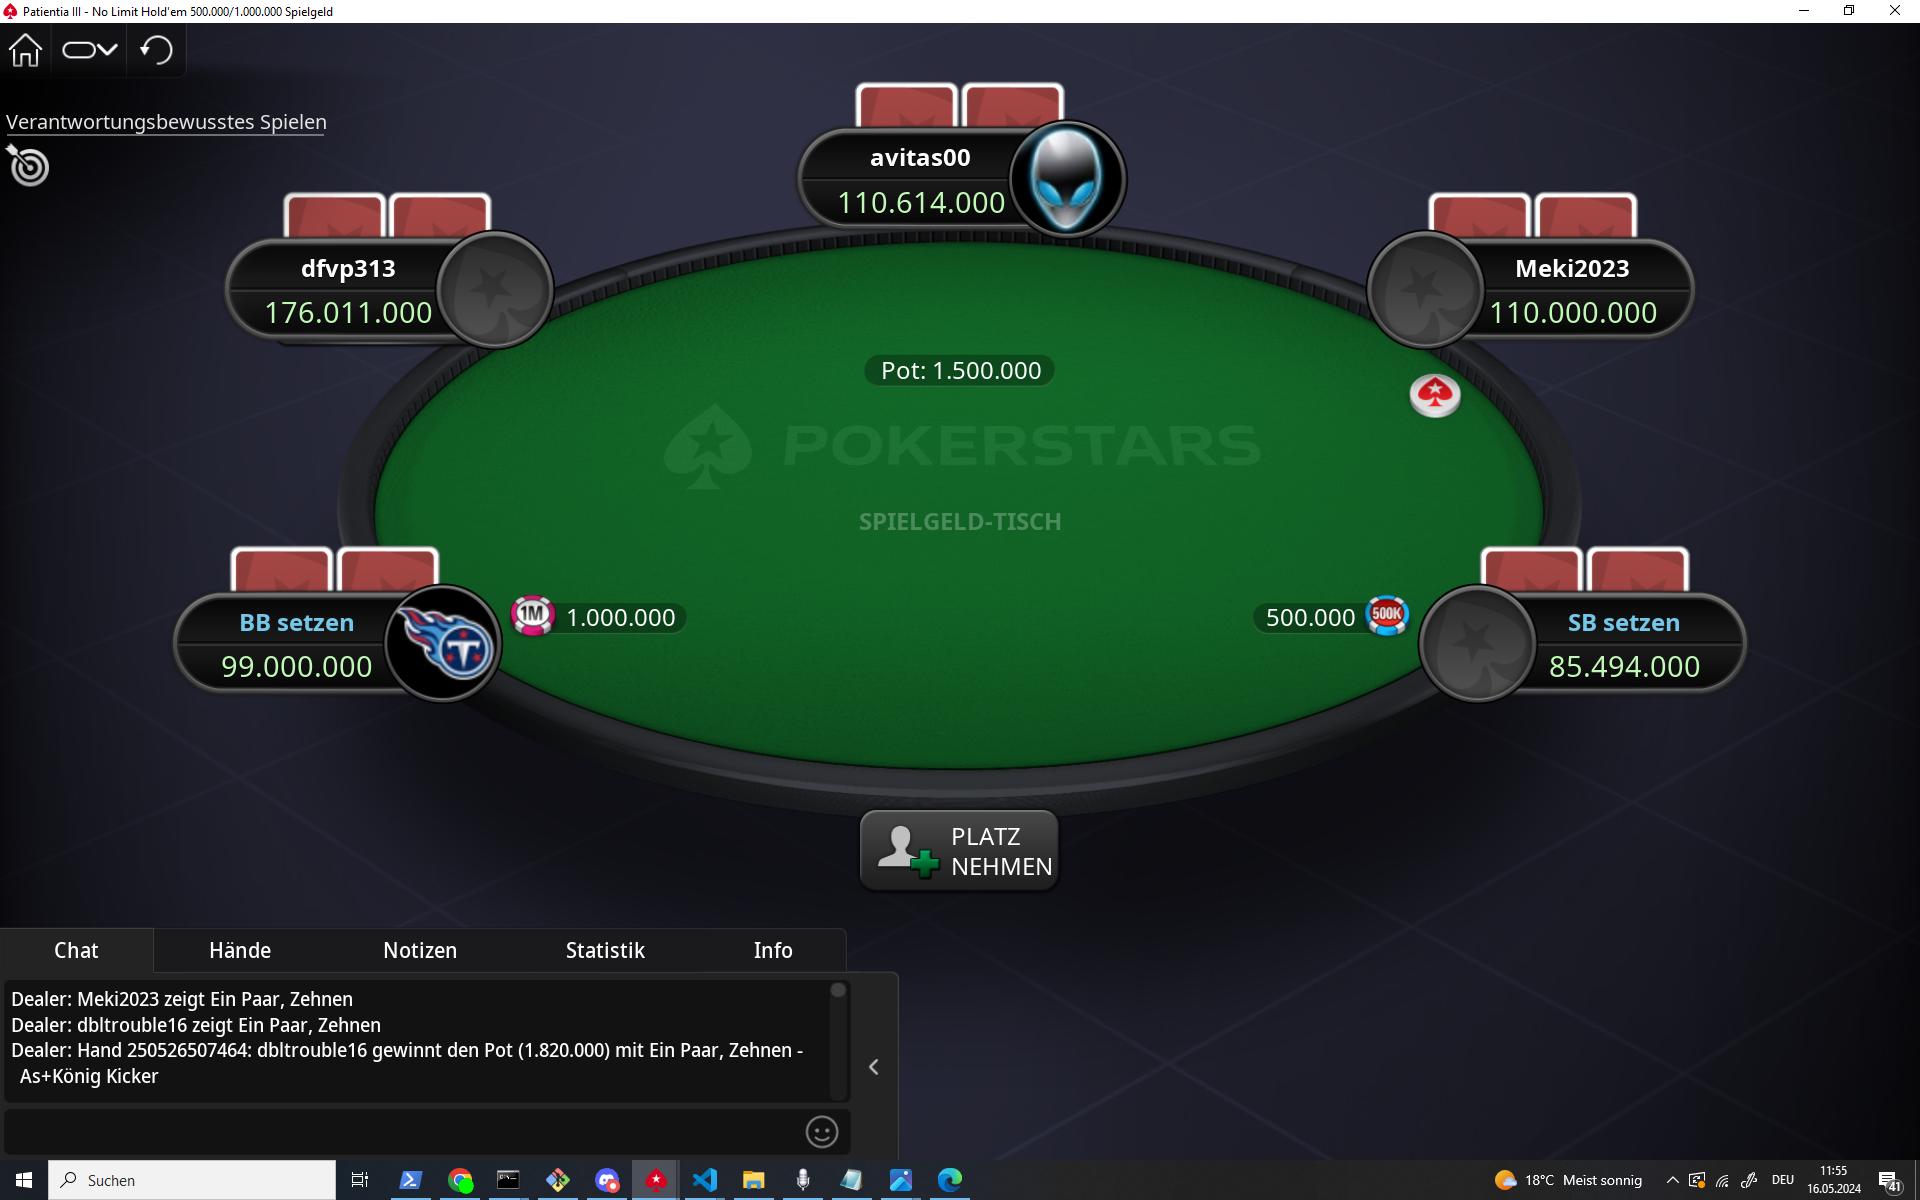 Patientia III - No Limit Hold'em 500.000/1.000.000 Spielgeld
Verantwortungsbewusstes Spielen
avitas00
110.614.000
dfvp313
176.011.000
Meki2023
110.000.000
Pot: 1.500.000
POKERSTARS
SPIELGELD-TISCH
BB setzen
99.000.000
1M
1.000.000
500.000
500K
SB setzen
85.494.000
PLATZ
NEHMEN
Chat
Hände
Notizen
Statistik
Info
Dealer: Meki2023 zeigt Ein Paar, Zehnen
Dealer: dbltrouble16 zeigt Ein Paar, Zehnen
Dealer: Hand 250526507464: dbltrouble16 gewinnt den Pot (1.820.000) mit Ein Paar, Zehnen -
As+König Kicker
Suchen
18°C Meist sonnig
DEU
11:55
16.05.2024
41